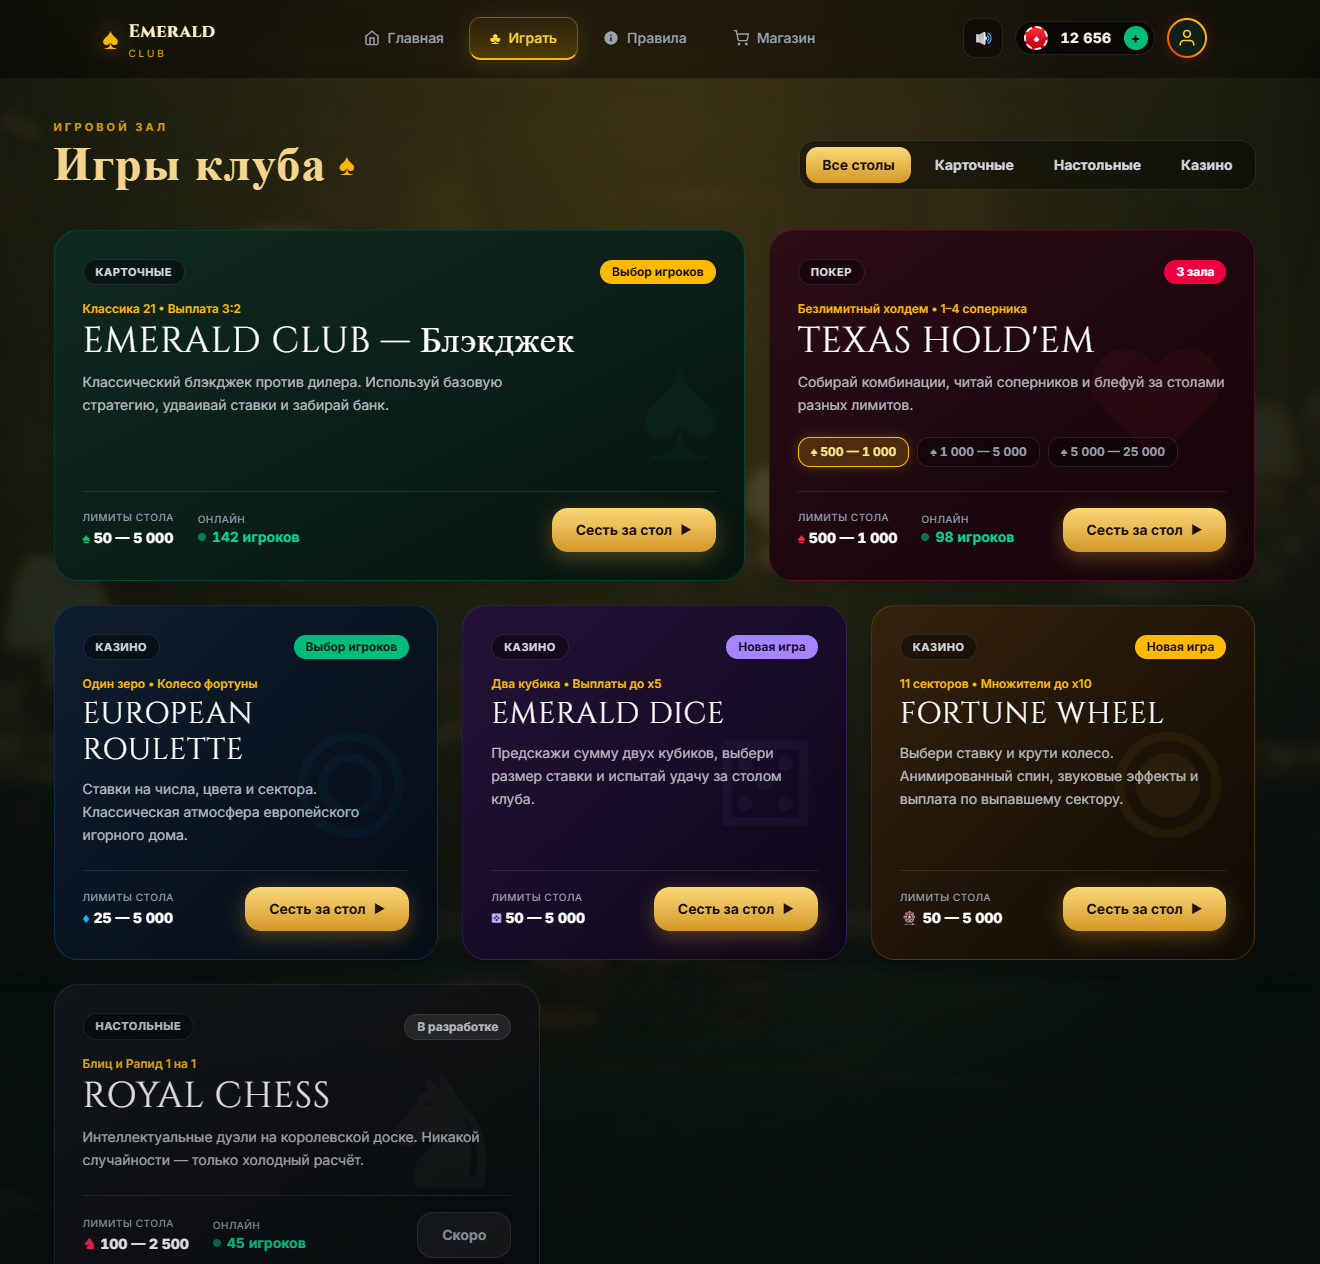 EMERALD
CLUB
Главная
Играть
Правила
Магазин
12 656
+
ИГРОВОЙ ЗАЛ
Игры клуба
Все столы
Карточные
Настольные
Казино
КАРТОЧНЫЕ
Выбор игроков
Классика 21 • Выплата 3:2
EMERALD CLUB — Блэкджек
Классический блэкджек против дилера. Используй базовую
стратегию, удваивай ставки и забирай банк.
ЛИМИТЫ СТОЛА
50 — 5 000
ОНЛАЙН
142 игроков
Сесть за стол
ПОКЕР
3 зала
Безлимитный холдем • 1–4 соперника
TEXAS HOLD'EM
Собирай комбинации, читай соперников и блефуй за столами
разных лимитов.
500 — 1 000
1 000 — 5 000
5 000 — 25 000
ЛИМИТЫ СТОЛА
500 — 1 000
ОНЛАЙН
98 игроков
Сесть за стол
КАЗИНО
Выбор игроков
Один зеро • Колесо фортуны
EUROPEAN
ROULETTE
Ставки на числа, цвета и сектора.
Классическая атмосфера европейского
игорного дома.
ЛИМИТЫ СТОЛА
25 — 5 000
Сесть за стол
КАЗИНО
Новая игра
Два кубика • Выплаты до x5
EMERALD DICE
Предскажи сумму двух кубиков, выбери
размер ставки и испытай удачу за столом
клуба.
ЛИМИТЫ СТОЛА
50 — 5 000
Сесть за стол
КАЗИНО
Новая игра
11 секторов • Множители до x10
FORTUNE WHEEL
Выбери ставку и крути колесо.
Анимированный спин, звуковые эффекты и
выплата по выпавшему сектору.
ЛИМИТЫ СТОЛА
50 — 5 000
Сесть за стол
НАСТОЛЬНЫЕ
В разработке
Блиц и Рапид 1 на 1
ROYAL CHESS
Интеллектуальные дуэли на королевской доске. Никакой
случайности — только холодный расчёт.
ЛИМИТЫ СТОЛА
100 — 2 500
ОНЛАЙН
45 игроков
Скоро